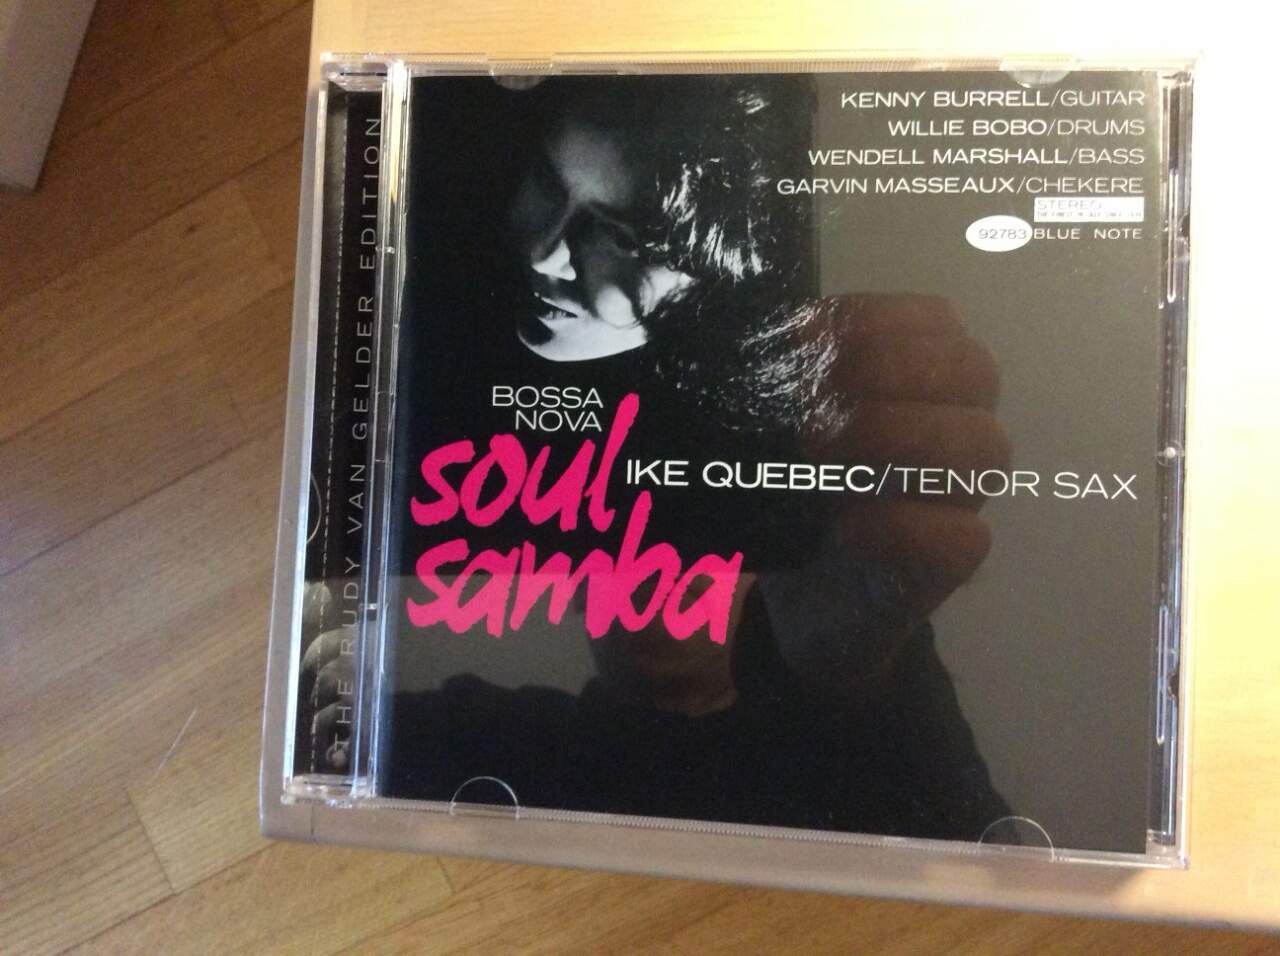 THE RUDY VAN GELDER EDITION
KENNY BURRELL/GUITAR
WILLIE BOBO/DRUMS
WENDELL MARSHALL/BASS
GARVIN MASSEAUX/CHEKERE
STEREO
92783 BLUE NOTE
BOSSA
NOVA
soul
IKE QUEBEC/TENOR SAX
samba